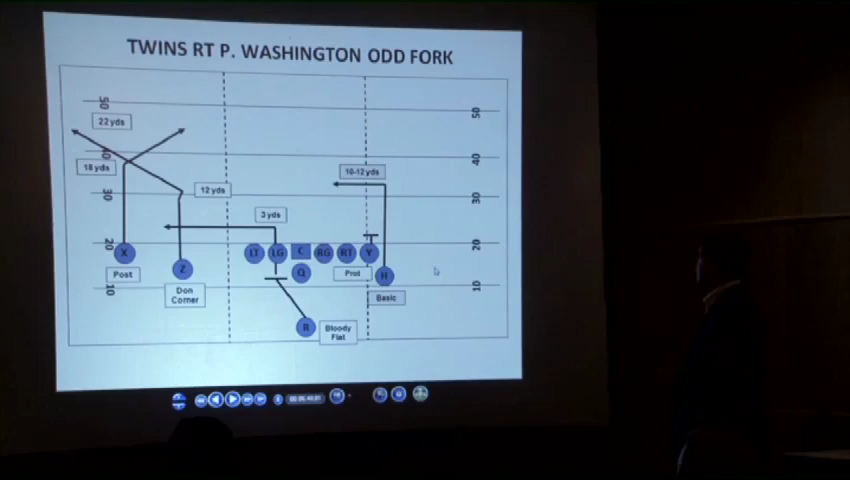 TWINS RT P. WASHINGTON ODD FORK
50
50
22 yds
40
40
18 yds
10-12 yds
12 yds
30
30
3 yds
20
20
X
LT
LG
C
RG
RT
Y
Z
Q
Prot
H
Post
10
10
Don
Corner
Basic
R
Bloody
Flat